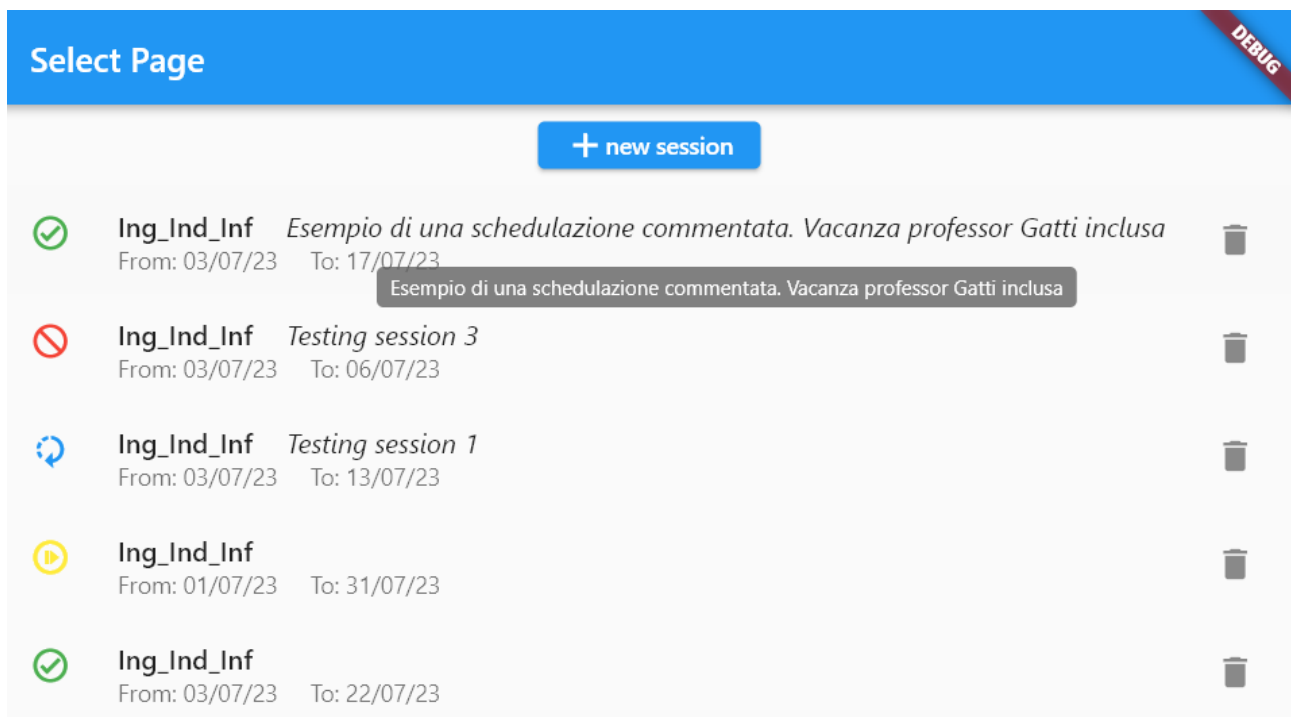 Select Page
DEBUG
+ new session
Ing_Ind_Inf Esempio di una schedulazione commentata. Vacanza professor Gatti inclusa
From: 03/07/23 To: 17/07/23
Esempio di una schedulazione commentata. Vacanza professor Gatti inclusa
Ing_Ind_Inf Testing session 3
From: 03/07/23 To: 06/07/23
Ing_Ind_Inf Testing session 1
From: 03/07/23 To: 13/07/23
Ing_Ind_Inf
From: 01/07/23 To: 31/07/23
Ing_Ind_Inf
From: 03/07/23 To: 22/07/23